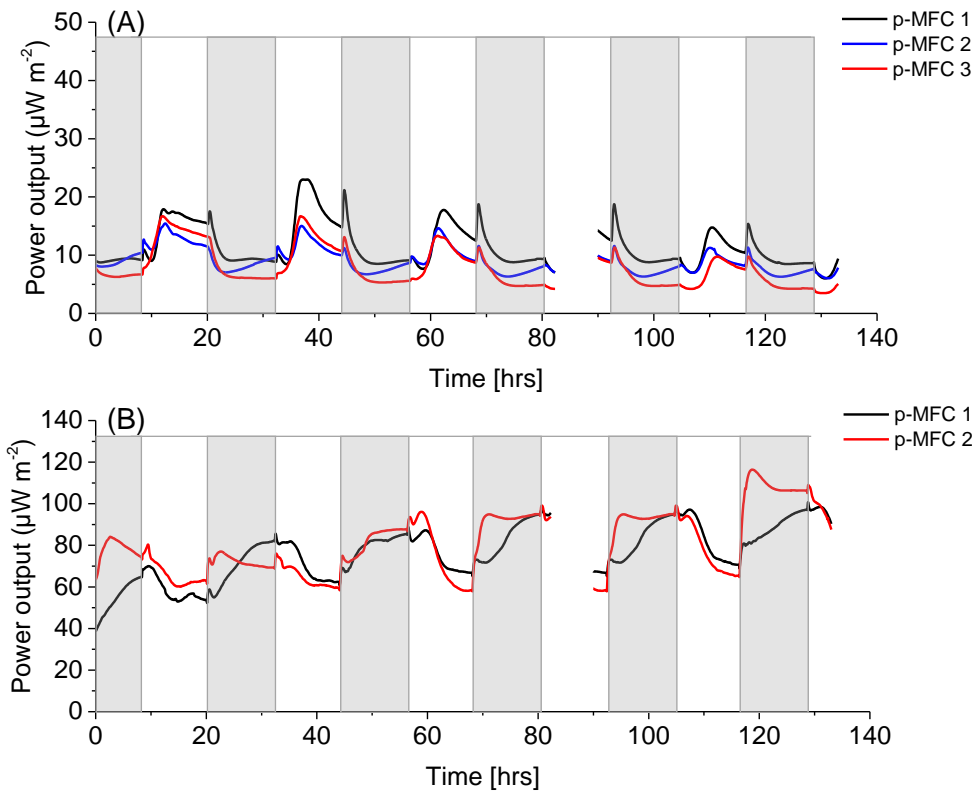 (A)
p-MFC 1
p-MFC 2
p-MFC 3
Power output (µW m-2)
50
40
30
20
10
0
0 20 40 60 80 100 120 140
Time [hrs]
(B)
p-MFC 1
p-MFC 2
Power output (µW m-2)
140
120
100
80
60
40
20
0
0 20 40 60 80 100 120 140
Time [hrs]